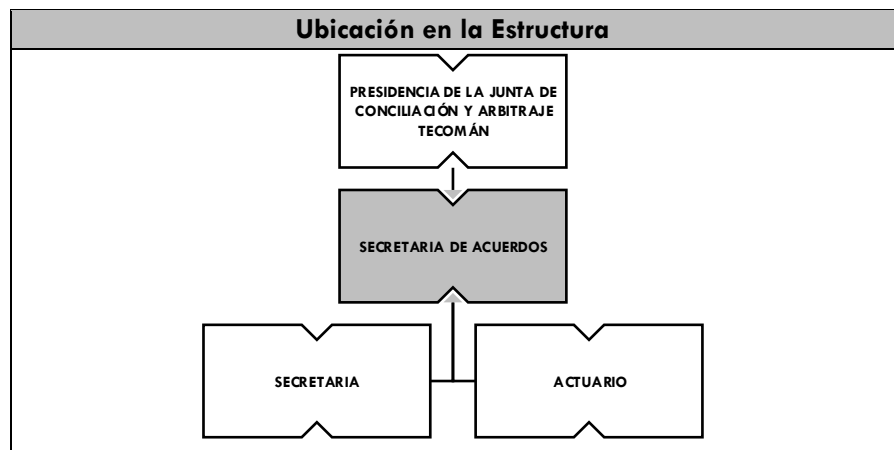 Ubicación en la Estructura
PRESIDENCIA DE LA JUNTA DE
CONCILIACIÓN Y ARBITRAJE
TECOMÁN
SECRETARIA DE ACUERDOS
SECRETARIA
ACTUARIO